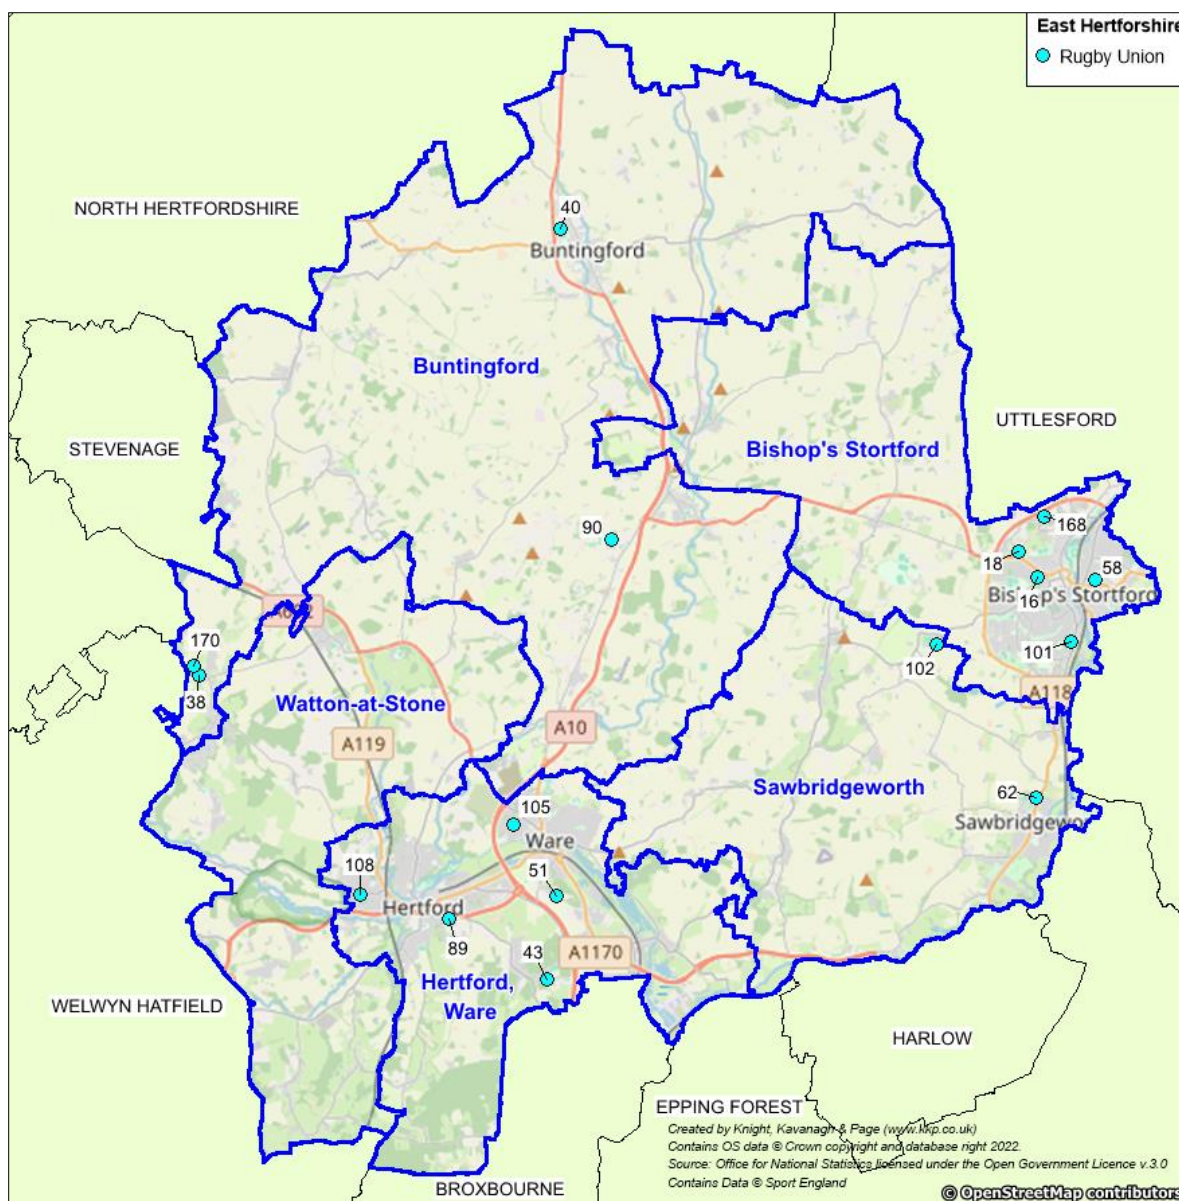 East Hertforshire
Rugby Union
NORTH HERTFORDSHIRE
40
Buntingford
Buntingford
STEVENAGE
UTTLESFORD
Bishop's Stortford
90
168
18
58
16
Bishop's Stortford
170
38
102
101
A118
Watton-at-Stone
A119
A10
Sawbridgeworth
62
105
Ware
108
51
Hertford
89
43
A1170
Hertford,
Ware
WELWYN HATFIELD
HARLOW
EPPING FOREST
Created by Knight, Kavanagh & Page (www.kkp.co.uk)
Contains OS data © Crown copyright and database right 2022.
Source: Office for National Statistics licensed under the Open Government Licence v.3.0
Contains Data © Sport England
BROXBOURNE
© OpenStreetMap contributors